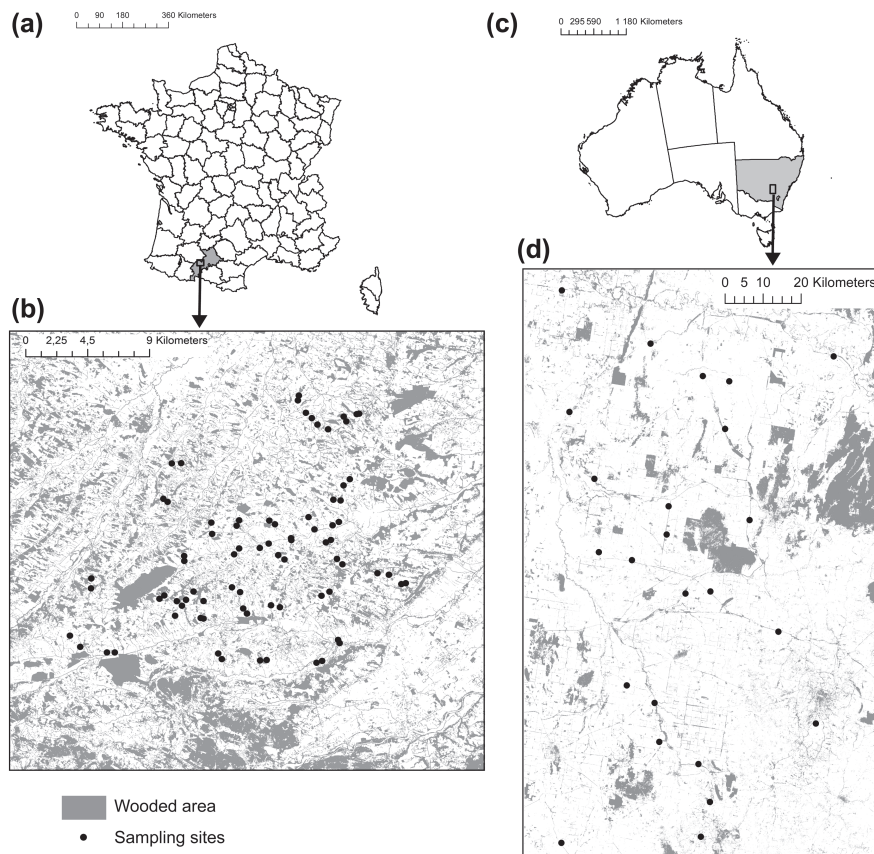 (a)
0 90 180 360 Kilometers
(c)
0 295 590 1 180 Kilometers
(b)
0 2,25 4,5 9 Kilometers
(d)
0 5 10 20 Kilometers
Wooded area
Sampling sites